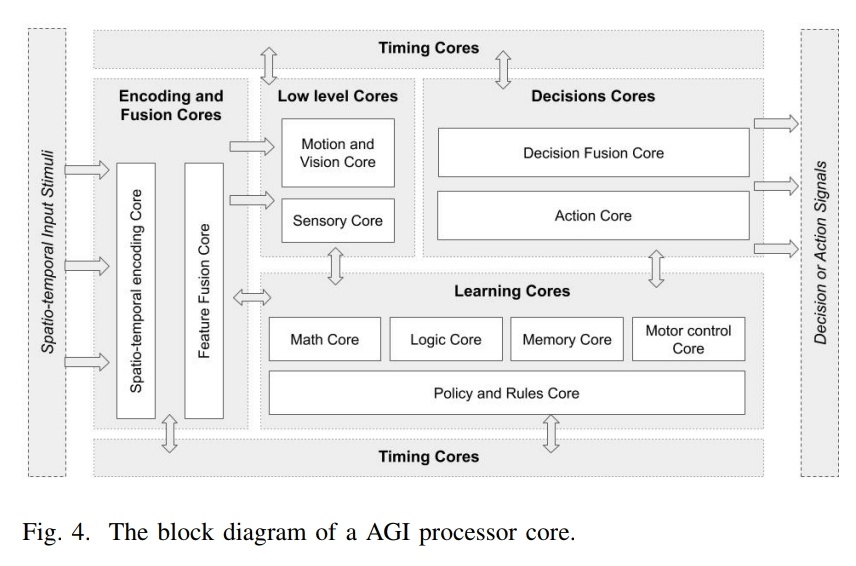 Timing Cores
Spatio-temporal Input Stimuli
Encoding and
Fusion Cores
Spatio-temporal encoding Core
Feature Fusion Core
Low level Cores
Motion and
Vision Core
Sensory Core
Decisions Cores
Decision Fusion Core
Action Core
Learning Cores
Math Core
Logic Core
Memory Core
Motor control
Core
Policy and Rules Core
Timing Cores
Decision or Action Signals
Fig. 4. The block diagram of a AGI processor core.